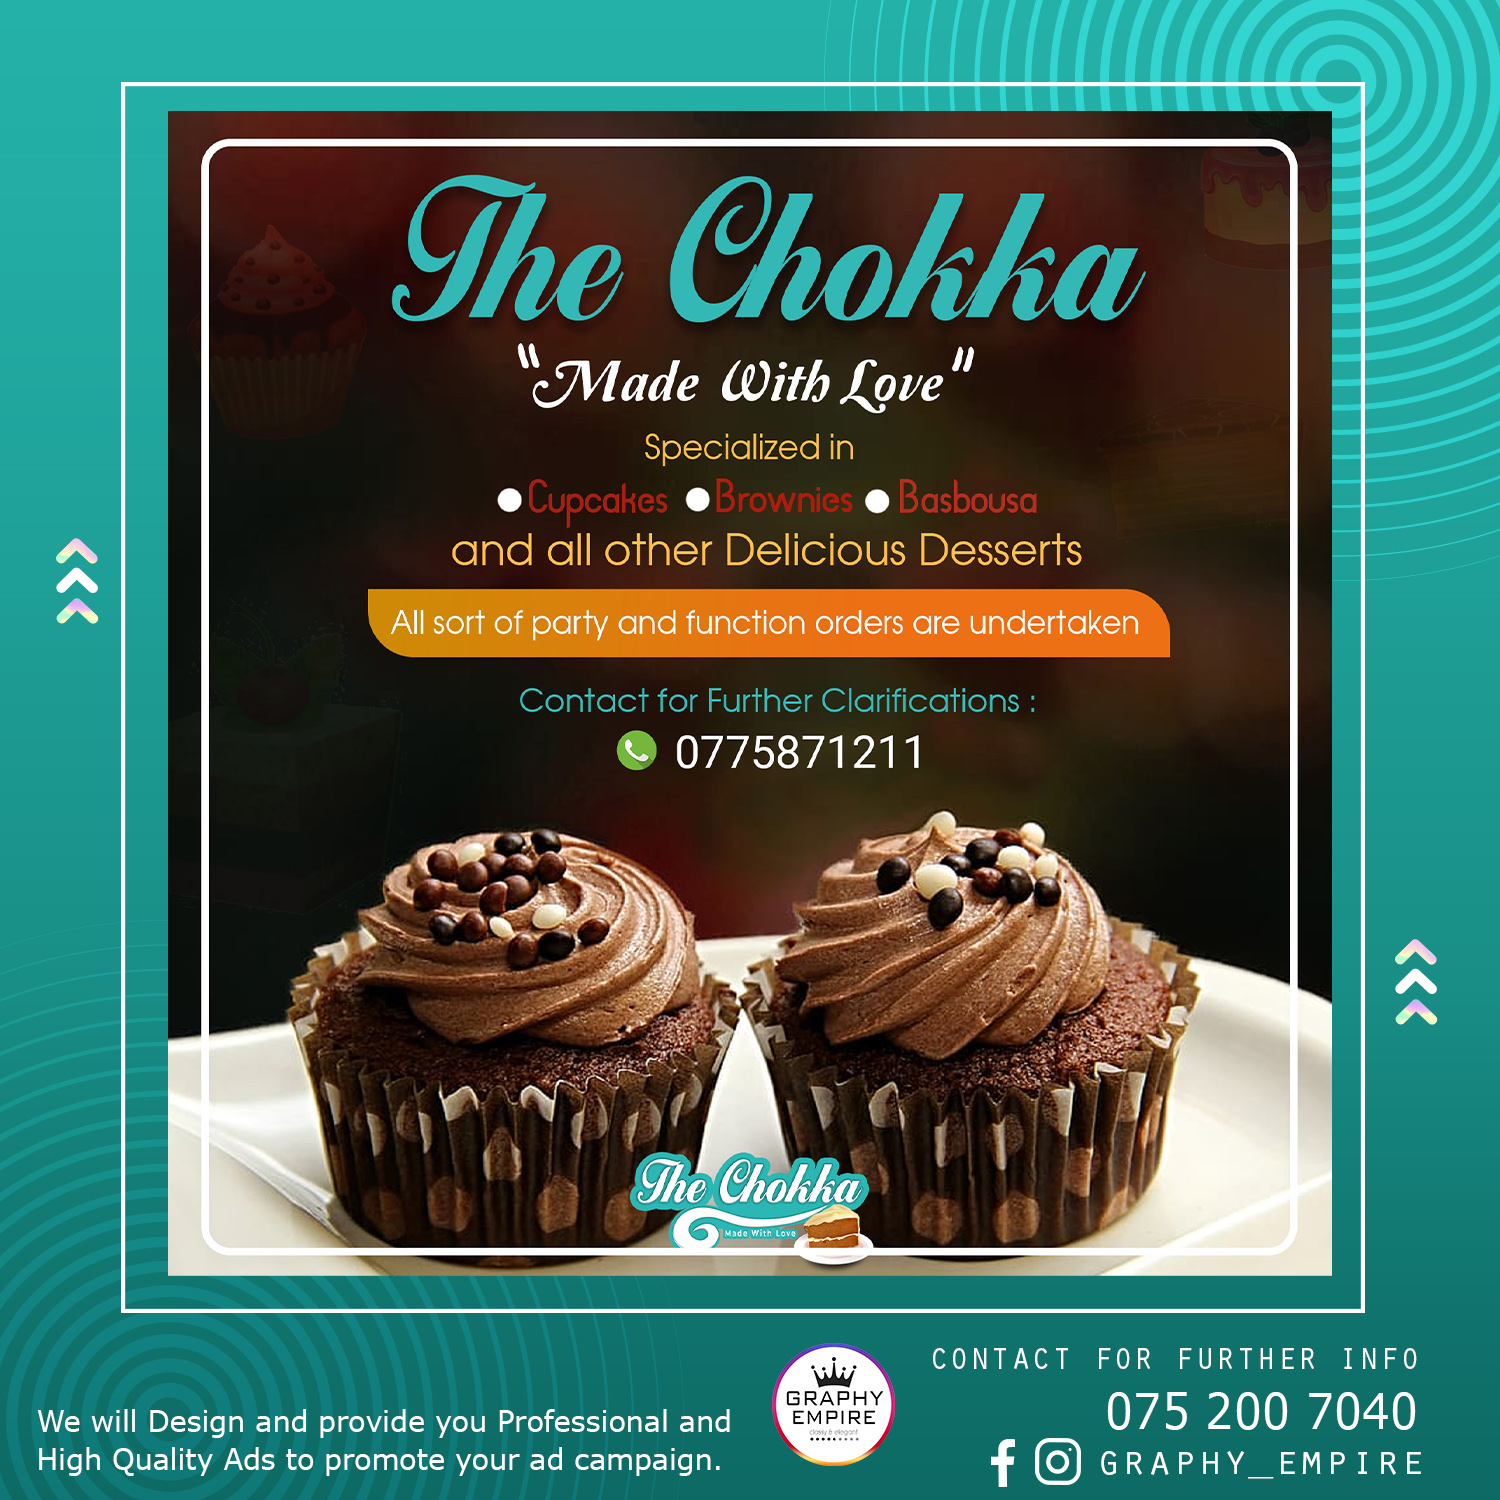 The Chokka
"Made With Love"
Specialized in
Cupcakes Brownies Basbousa
and all other Delicious Desserts
All sort of party and function orders are undertaken
Contact for Further Clarifications :
0775871211
The Chokka
Made With Love
We will Design and provide you Professional and
High Quality Ads to promote your ad campaign.
GRAPHY
EMPIRE
classy & elegant
CONTACT FOR FURTHER INFO
075 200 7040
GRAPHY_EMPIRE